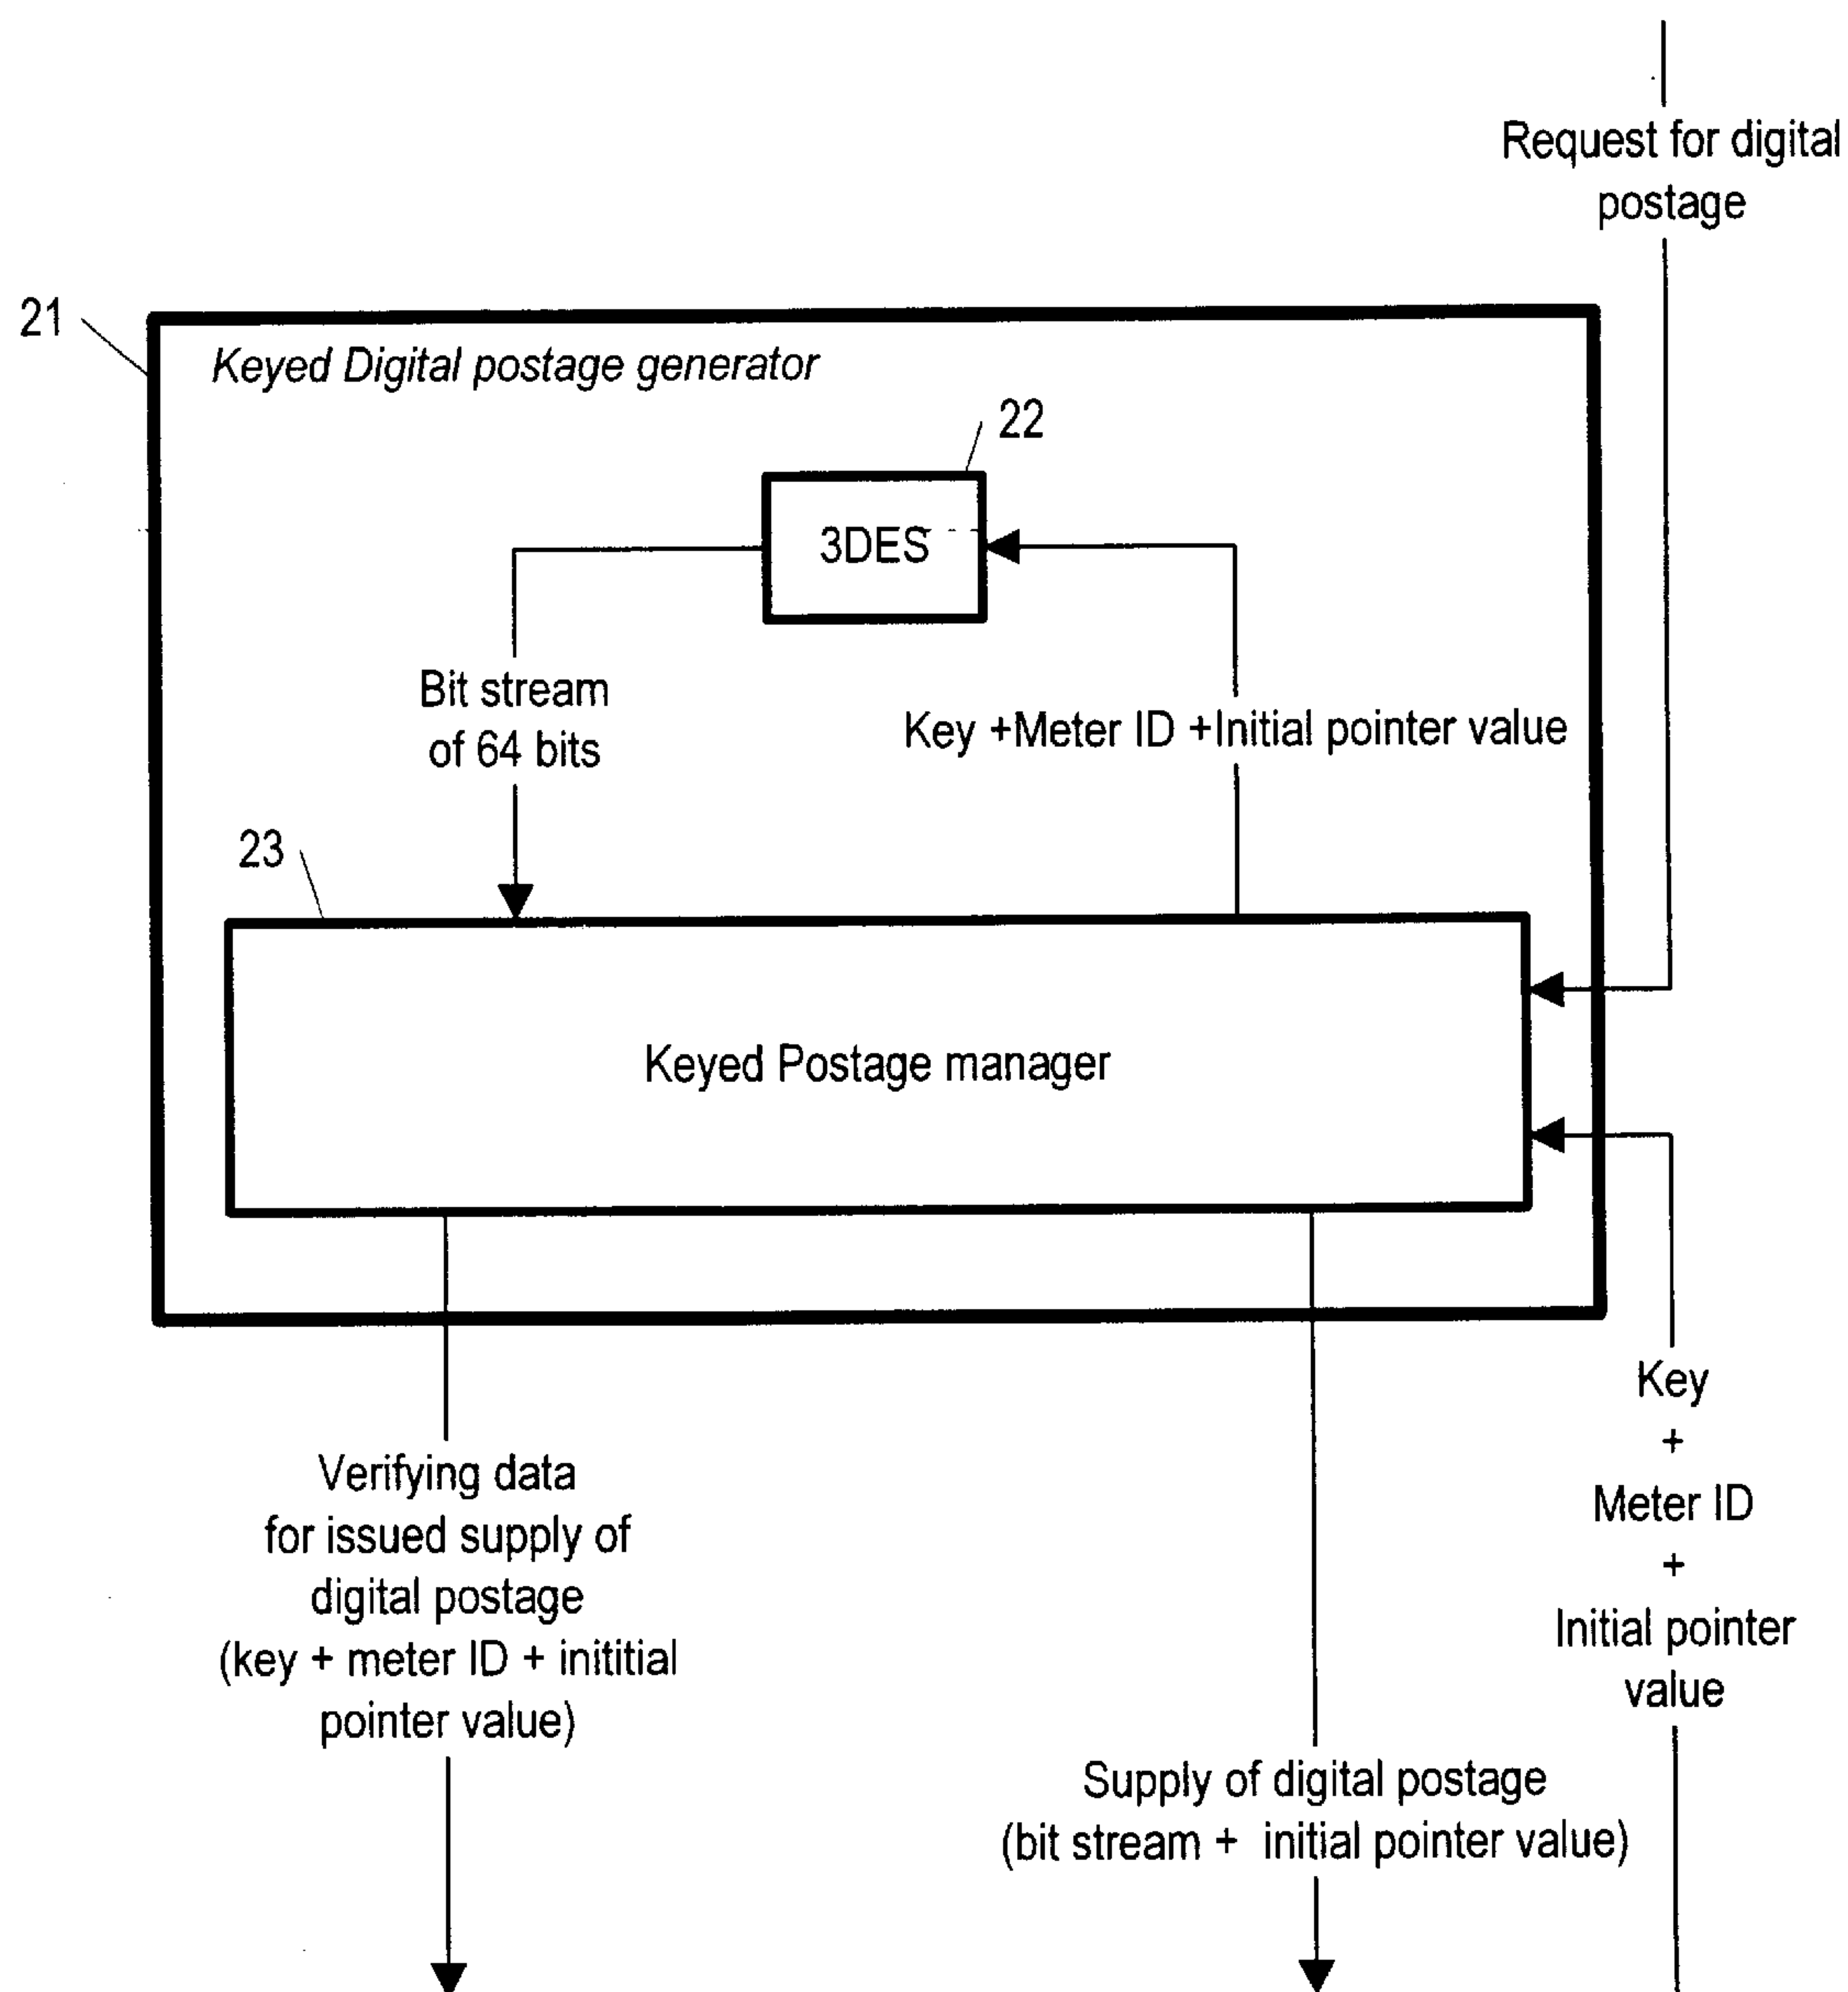 Request for digital
postage
21
Keyed Digital postage generator
22
3DES
Bit stream
of 64 bits
Key +Meter ID +Initial pointer value
23
Keyed Postage manager
Key
+
Meter ID
+
Initial pointer
value
Verifying data
for issued supply of
digital postage
(key + meter ID + inititial
pointer value)
Supply of digital postage
(bit stream + initial pointer value)